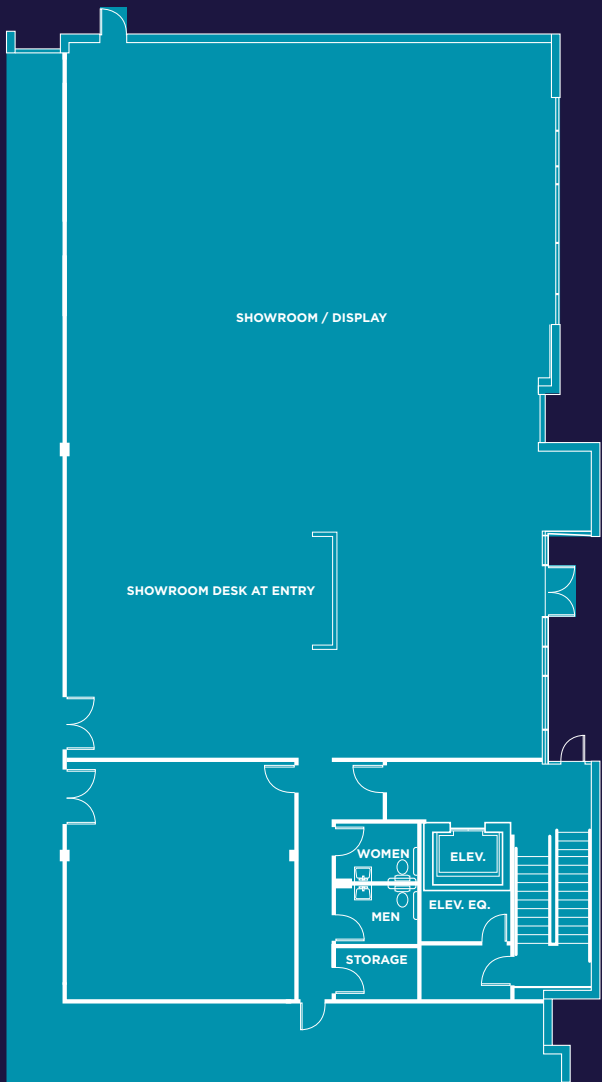 SHOWROOM / DISPLAY
SHOWROOM DESK AT ENTRY
WOMEN
ELEV.
ELEV. EQ.
MEN
STORAGE